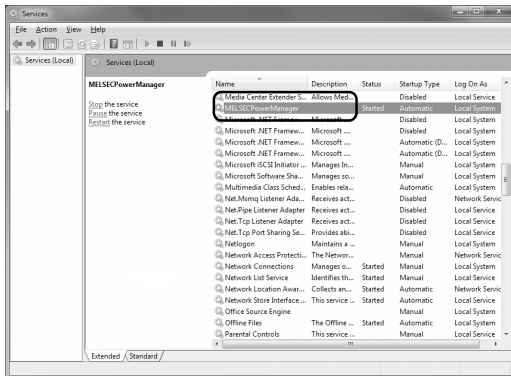 Services
File Action View Help
Services (Local)
Services (Local)
MELSECPowerManager
Stop the service
Pause the service
Restart the service
Name Description Status Startup Type Log On As
Media Center Extender S... Allows Med... Disabled Local Service
MELSECPowerManager Started Automatic Local System
Microsoft .NET Framew... Microsoft .... Disabled Local System
Microsoft .NET Framew... Microsoft .... Disabled Local System
Microsoft .NET Framew... Microsoft .... Automatic (D... Local System
Microsoft .NET Framew... Microsoft .... Automatic (D... Local System
Microsoft iSCSI Initiator ... Manages In... Manual Local System
Microsoft Software Sha... Manages so... Manual Local System
Multimedia Class Sched... Enables rela... Automatic Local System
Net.Msmq Listener Ada... Receives act... Disabled Network Servic
Net.Pipe Listener Adapter Receives act... Disabled Local Service
Net.Tcp Listener Adapter Receives act... Disabled Local Service
Net.Tcp Port Sharing Se... Provides abi... Disabled Local Service
Netlogon Maintains a ... Manual Local System
Network Access Protecti... The Networ... Manual Network Servic
Network Connections Manages o... Started Manual Local System
Network List Service Identifies th... Started Manual Local Service
Network Location Awar... Collects an... Started Automatic Network Servic
Network Store Interface ... This service ... Started Automatic Local Service
Office Source Engine Manual Local System
Offline Files The Offline ... Started Automatic Local System
Parental Controls This service ... Manual Local Service
Extended Standard